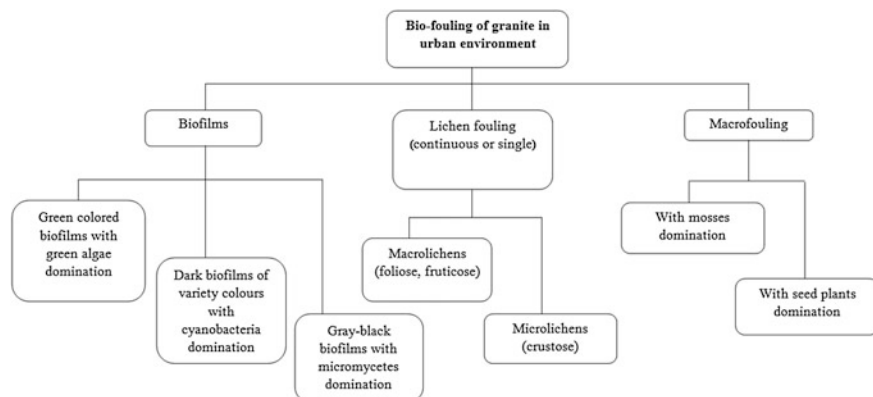 Bio-fouling of granite in
urban environment
Biofilms
Lichen fouling
(continuous or single)
Macrofouling
Green colored
biofilms with
green algae
domination
Dark biofilms of
variety colours
with
cyanobacteria
domination
Gray-black
biofilms with
micromycetes
domination
Macrolichens
(foliose, fruticose)
Microlichens
(crustose)
With mosses
domination
With seed plants
domination